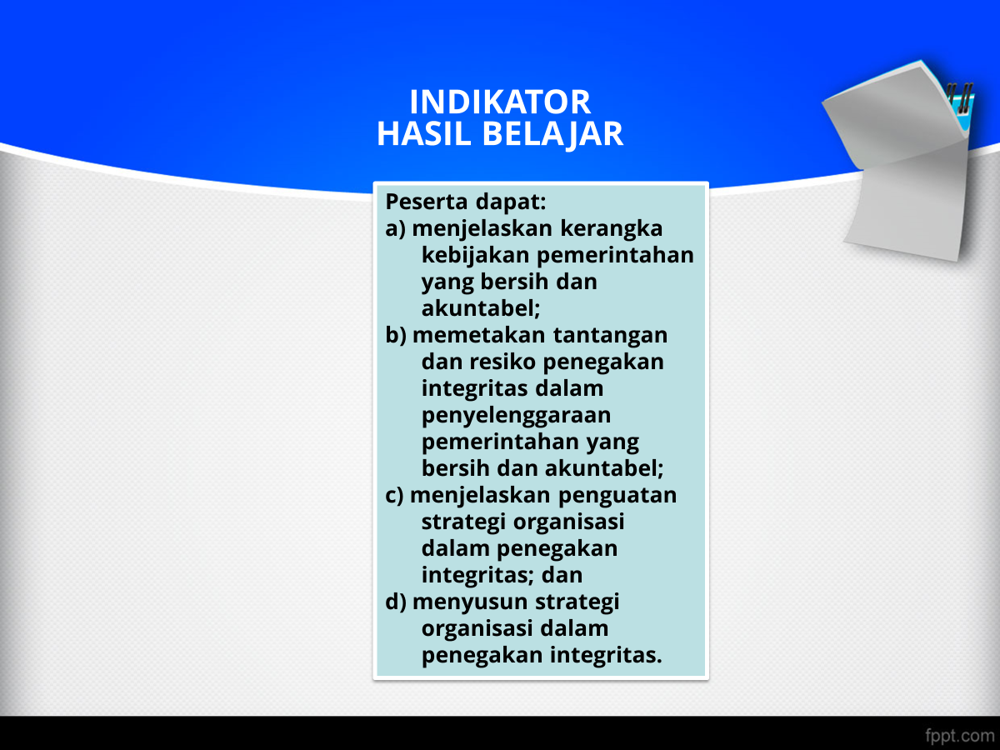 INDIKATOR
HASIL BELAJAR
Peserta dapat:
a) menjelaskan kerangka
kebijakan pemerintahan
yang bersih dan
akuntabel;
b) memetakan tantangan
dan resiko penegakan
integritas dalam
penyelenggaraan
pemerintahan yang
bersih dan akuntabel;
c) menjelaskan penguatan
strategi organisasi
dalam penegakan
integritas; dan
d) menyusun strategi
organisasi dalam
penegakan integritas.
fppt.com